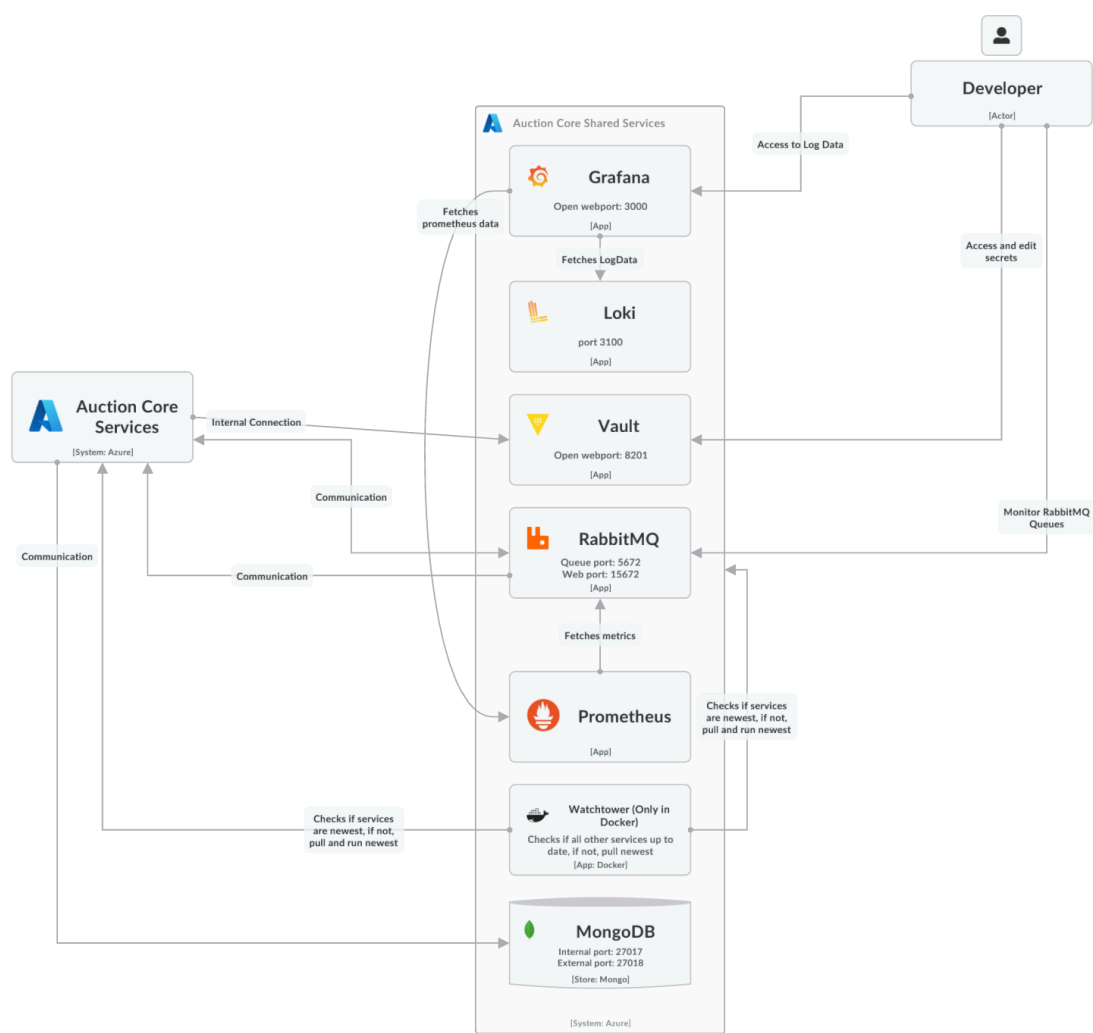 Developer
[Actor]
Auction Core Shared Services
Access to Log Data
Grafana
Open webport: 3000
[App]
Fetches
prometheus data
Fetches LogData
Access and edit
secrets
Loki
port 3100
[App]
Auction Core
Services
[System: Azure]
Internal Connection
Vault
Open webport: 8201
[App]
Communication
Monitor RabbitMQ
Queues
RabbitMQ
Queue port: 5672
Web port: 15672
[App]
Communication
Communication
Fetches metrics
Prometheus
[App]
Checks if services
are newest, if not,
pull and run newest
Watchtower (Only in
Docker)
Checks if all other services up to
date, if not, pull newest
[App: Docker]
Checks if services
are newest, if not,
pull and run newest
MongoDB
Internal port: 27017
External port: 27018
[Store: Mongo]
[System: Azure]